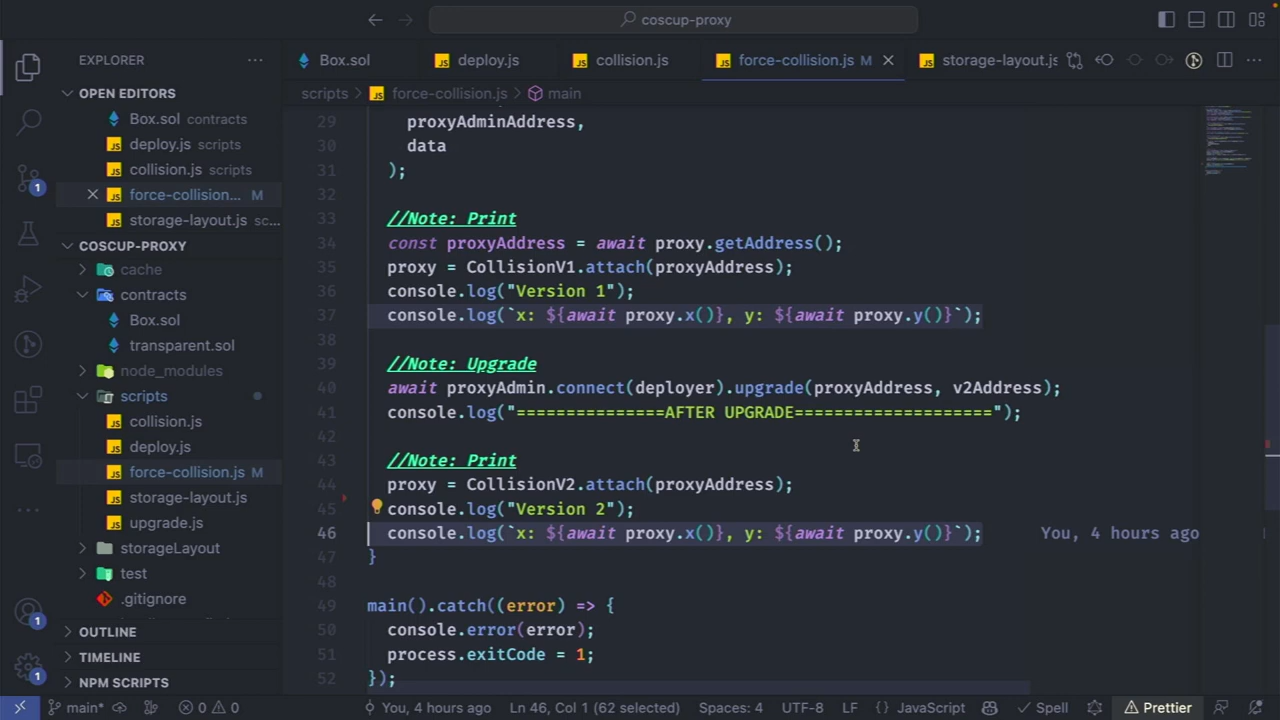 coscup-proxy
EXPLORER
OPEN EDITORS
Box.sol contracts
deploy.js scripts
collision.js scripts
force-collision... M
storage-layout.js sc...
COSCUP-PROXY
cache
contracts
Box.sol
transparent.sol
node_modules
scripts
collision.js
deploy.js
force-collision.js M
storage-layout.js
upgrade.js
storageLayout
test
.gitignore
OUTLINE
TIMELINE
NPM SCRIPTS
1
1
1
Box.sol deploy.js collision.js force-collision.js M storage-layout.js
scripts force-collision.js main
29 proxyAdminAddress,
30 data
31 );
32
33 //Note: Print
34 const proxyAddress = await proxy.getAddress();
35 proxy = CollisionV1.attach(proxyAddress);
36 console.log("Version 1");
37 console.log(`x: ${await proxy.x()}, y: ${await proxy.y()}`);
38
39 //Note: Upgrade
40 await proxyAdmin.connect(deployer).upgrade(proxyAddress, v2Address);
41 console.log("===============AFTER UPGRADE====================");
42
43 //Note: Print
44 proxy = CollisionV2.attach(proxyAddress);
45 console.log("Version 2");
46 console.log(`x: ${await proxy.x()}, y: ${await proxy.y()}`); You, 4 hours ago
47 }
48
49 main().catch((error) => {
50 console.error(error);
51 process.exitCode = 1;
52 });
main* 0 0 You, 4 hours ago Ln 46, Col 1 (62 selected) Spaces: 4 UTF-8 LF JavaScript Spell Prettier